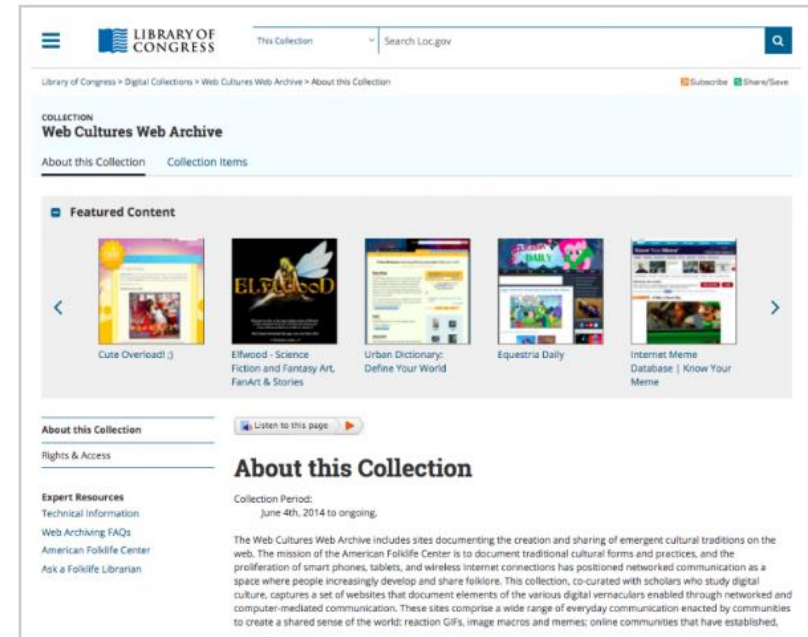 LIBRARY OF
CONGRESS
This Collection
Search Loc.gov
Library of Congress > Digital Collections > Web Cultures Web Archive > About this Collection
Subscribe Share/Save
COLLECTION
Web Cultures Web Archive
About this Collection Collection Items
Featured Content
ELFWOOD
DAILY
Cute Overload! ;)
Elfwood - Science
Fiction and Fantasy Art,
FanArt & Stories
Urban Dictionary:
Define Your World
Equestria Daily
Internet Meme
Database | Know Your
Meme
About this Collection
Rights & Access
Expert Resources
Technical Information
Web Archiving FAQs
American Folklife Center
Ask a Folklife Librarian
Listen to this page
About this Collection
Collection Period:
June 4th, 2014 to ongoing.
The Web Cultures Web Archive includes sites documenting the creation and sharing of emergent cultural traditions on the
web. The mission of the American Folklife Center is to document traditional cultural forms and practices, and the
proliferation of smart phones, tablets, and wireless Internet connections has positioned networked communication as a
space where people increasingly develop and share folklore. This collection, co-curated with scholars who study digital
culture, captures a set of websites that document elements of the various digital vernaculars enabled through networked and
computer-mediated communication. These sites comprise a wide range of everyday communication enacted by communities
to create a shared sense of the world: reaction GIFs, image macros and memes; online communities that have established,